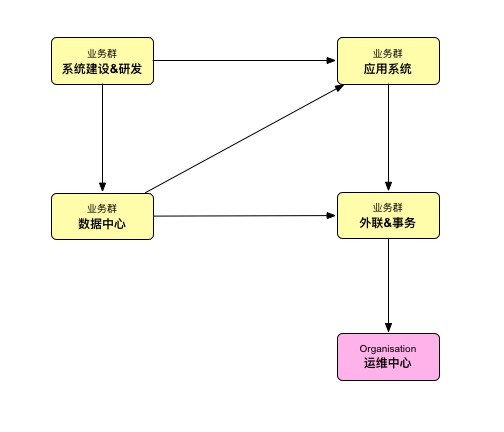 业务群
系统建设&研发
业务群
应用系统
业务群
数据中心
业务群
外联&事务
Organisation
运维中心